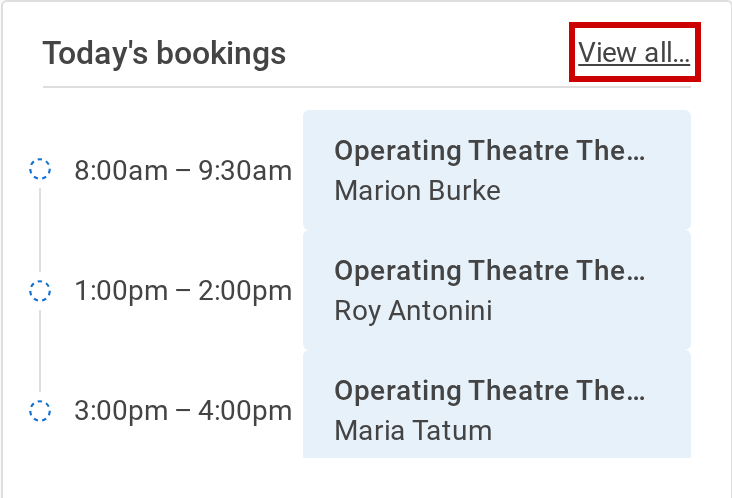 Today's bookings
View all...
8:00am – 9:30am
Operating Theatre The...
Marion Burke
1:00pm – 2:00pm
Operating Theatre The...
Roy Antonini
3:00pm – 4:00pm
Operating Theatre The...
Maria Tatum